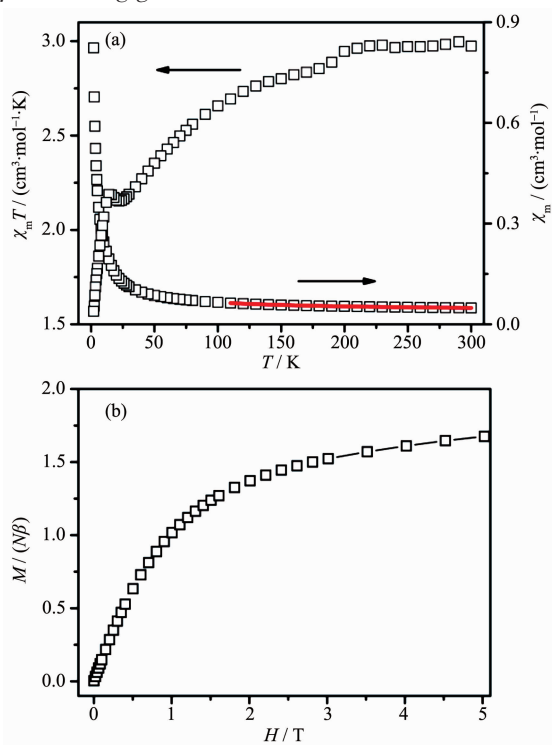 (a)
3.0
2.5
2.0
1.5
χmT / (cm³·mol⁻¹·K)
0.9
0.6
0.3
0.0
χm / (cm³·mol⁻¹)
0 50 100 150 200 250 300
T / K
(b)
2.0
1.5
1.0
0.5
0.0
M / (Nβ)
0 1 2 3 4 5
H / T